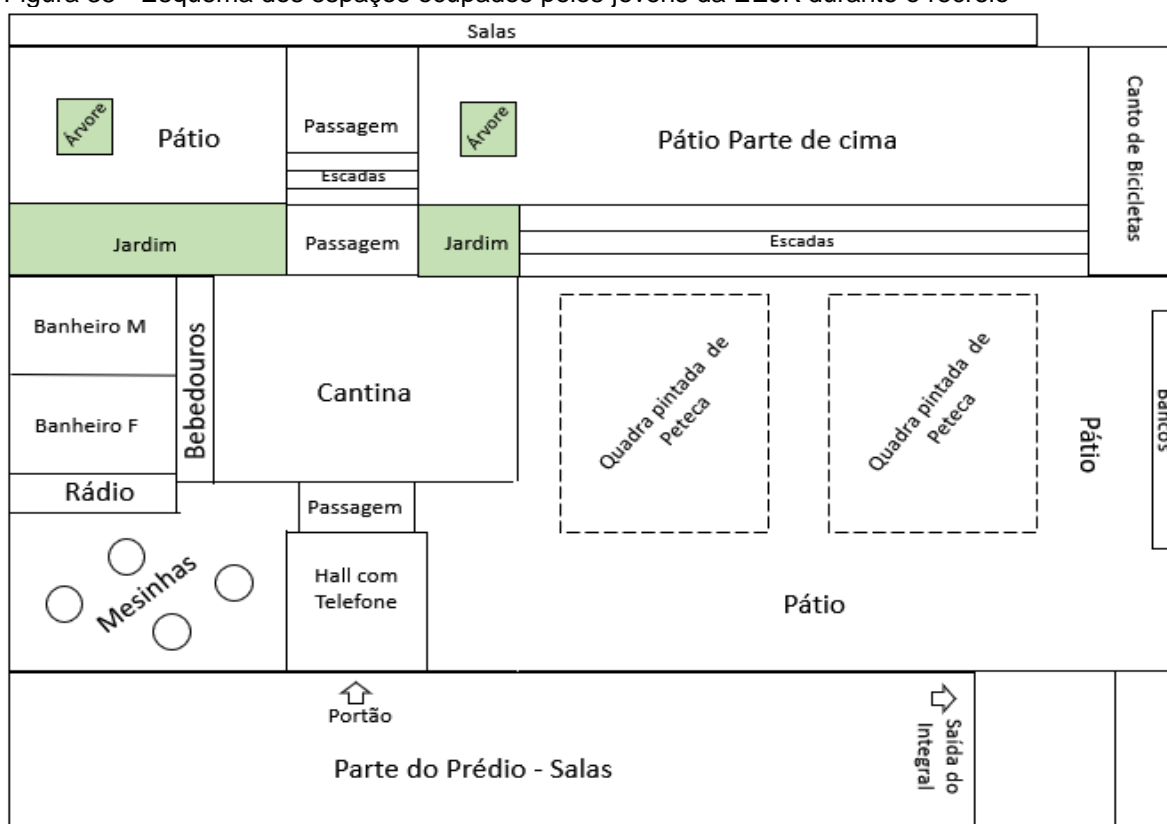 Salas
Árvore
Pátio
Passagem
Escadas
Árvore
Pátio Parte de cima
Canto de Bicicletas
Jardim
Passagem
Jardim
Escadas
Banheiro M
Banheiro F
Rádio
Bebedouros
Cantina
Quadra pintada de
Peteca
Quadra pintada de
Peteca
Pátio
Bancos
Passagem
Mesinhas
Hall com
Telefone
Pátio
Portão
Saída do
Integral
Parte do Prédio - Salas